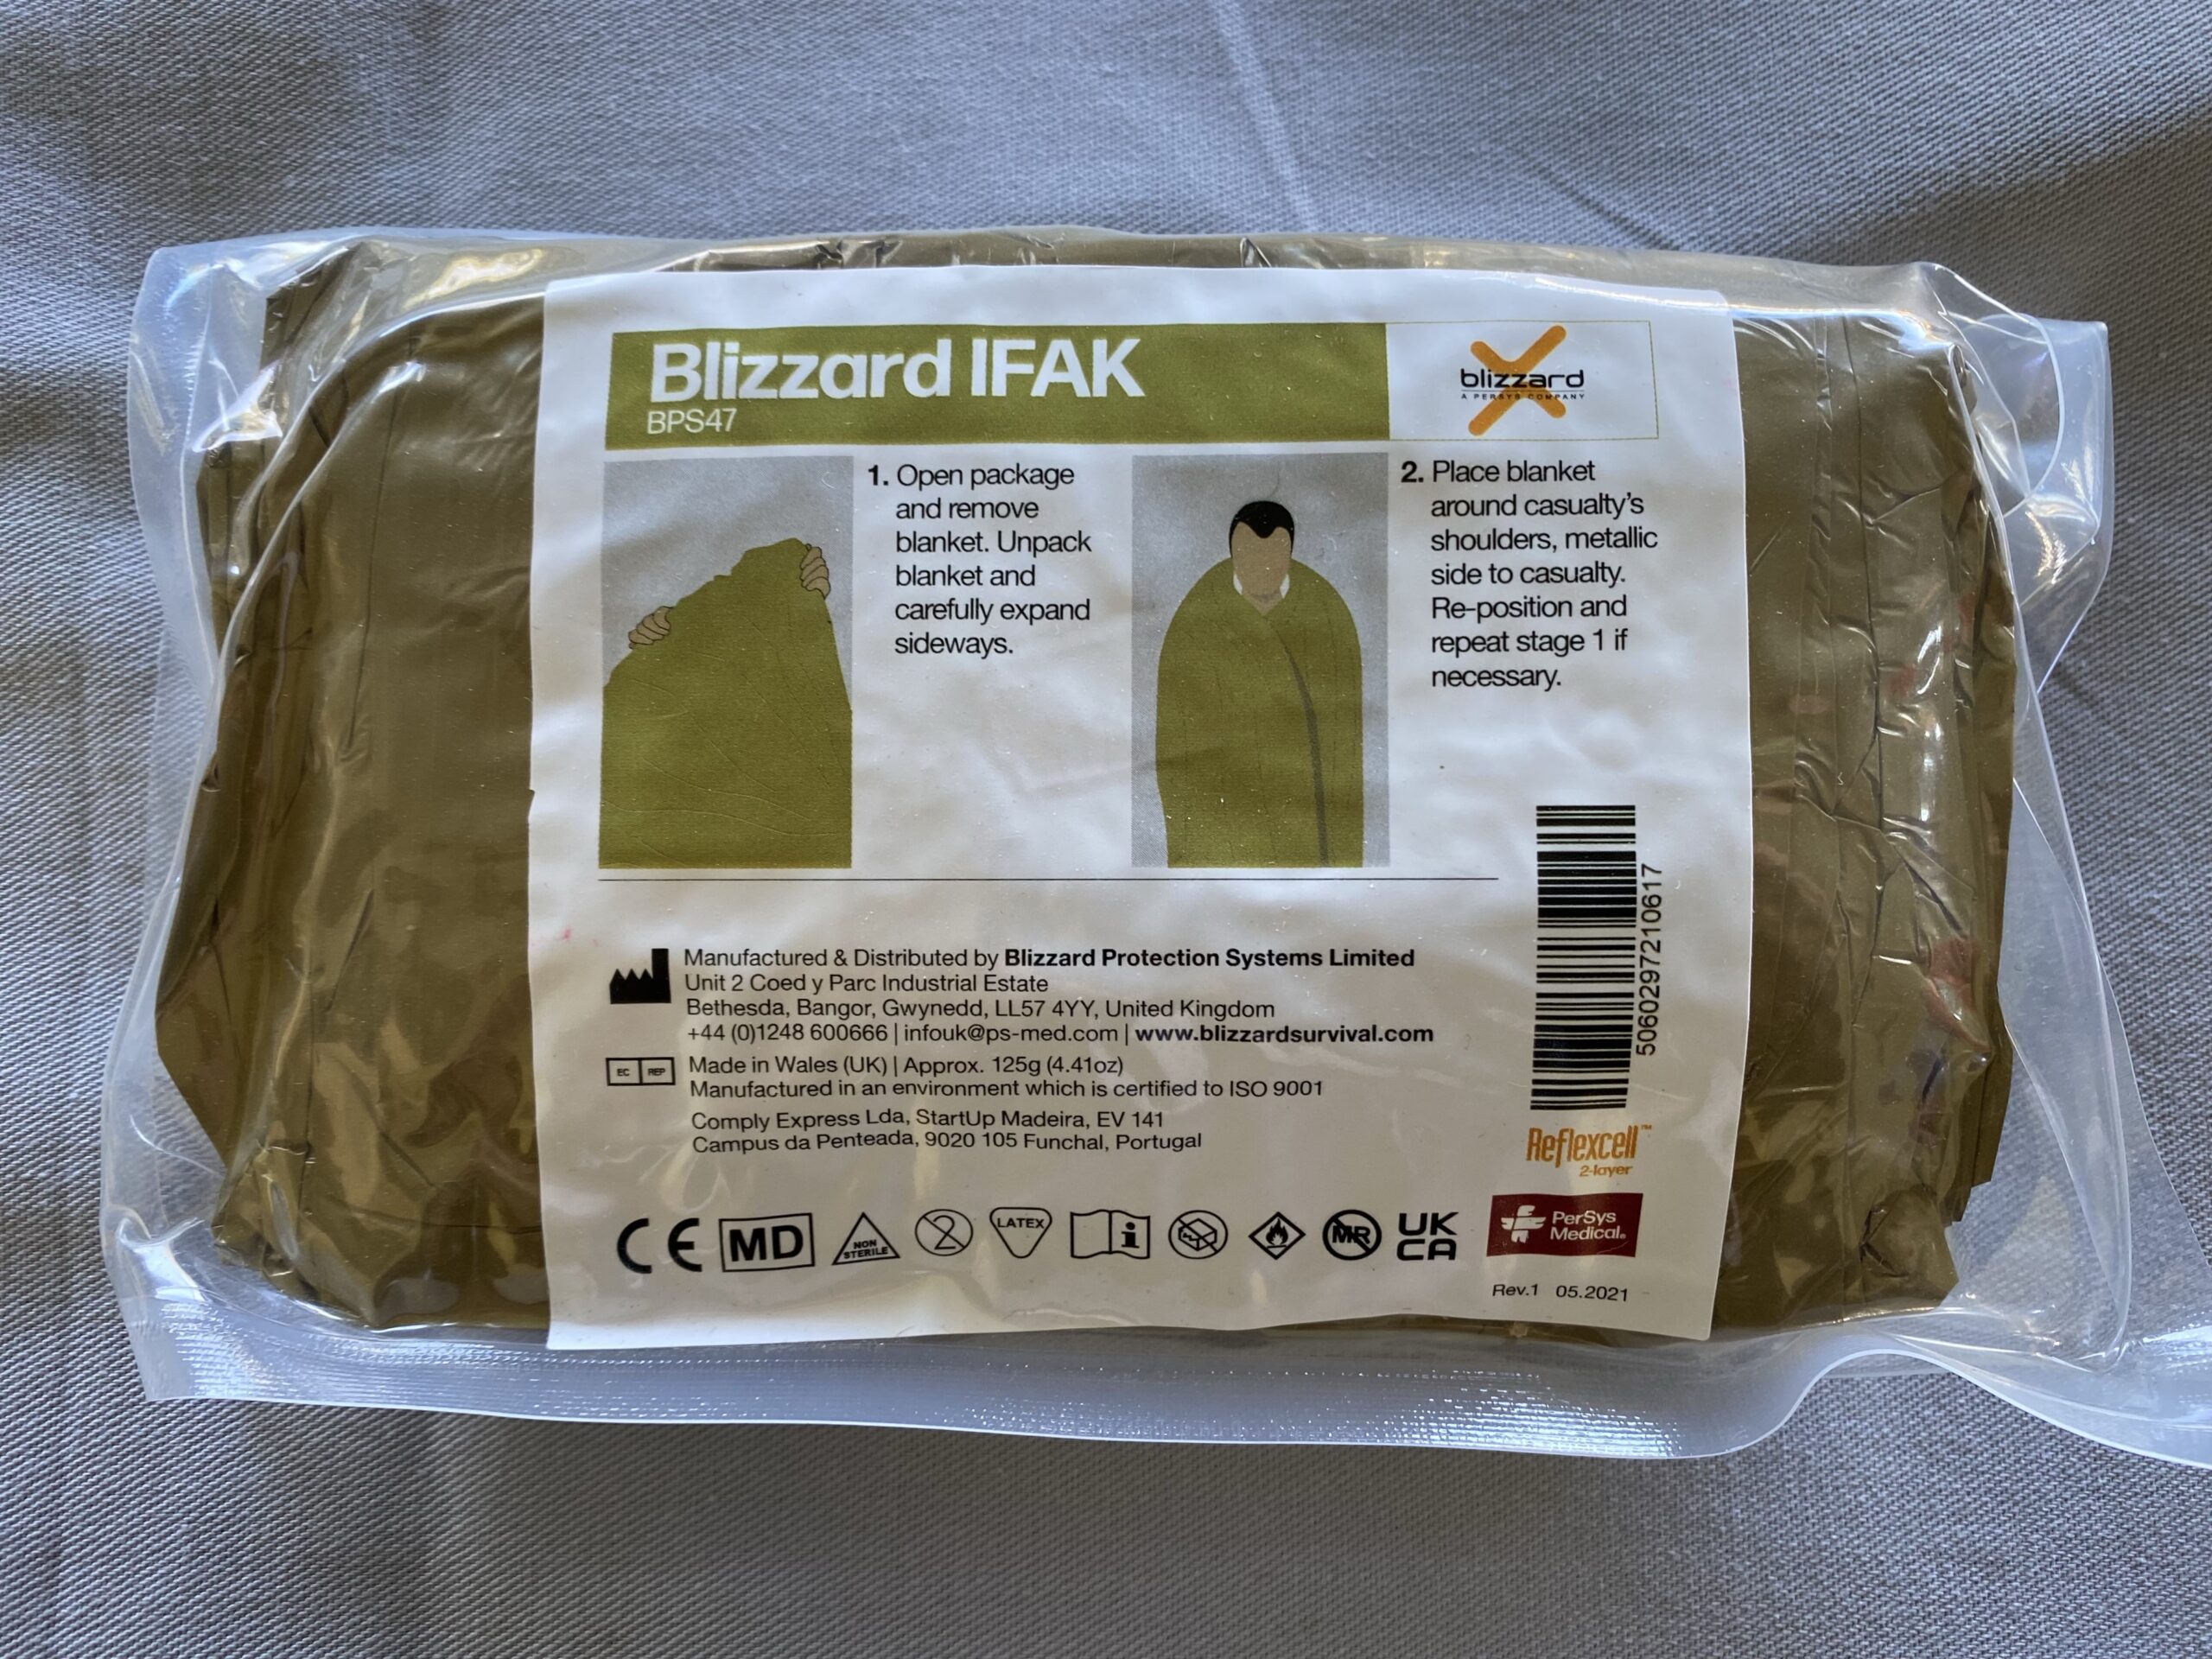 Blizzard IFAK
BPS47
blizzard
A PERSYS COMPANY
1. Open package
and remove
blanket. Unpack
blanket and
carefully expand
sideways.
2. Place blanket
around casualty's
shoulders, metallic
side to casualty.
Re-position and
repeat stage 1 if
necessary.
5060297210617
Manufactured & Distributed by Blizzard Protection Systems Limited
Unit 2 Coed y Parc Industrial Estate
Bethesda, Bangor, Gwynedd, LL57 4YY, United Kingdom
+44 (0)1248 600666 | infouk@ps-med.com | www.blizzardsurvival.com
EC REP
Made in Wales (UK) | Approx. 125g (4.41oz)
Manufactured in an environment which is certified to ISO 9001
Comply Express Lda, StartUp Madeira, EV 141
Campus da Penteada, 9020 105 Funchal, Portugal
Reflexcell™
2-layer
CE MD NON STERILE 2 LATEX i MR UK CA
PerSys
Medical®
Rev.1 05.2021